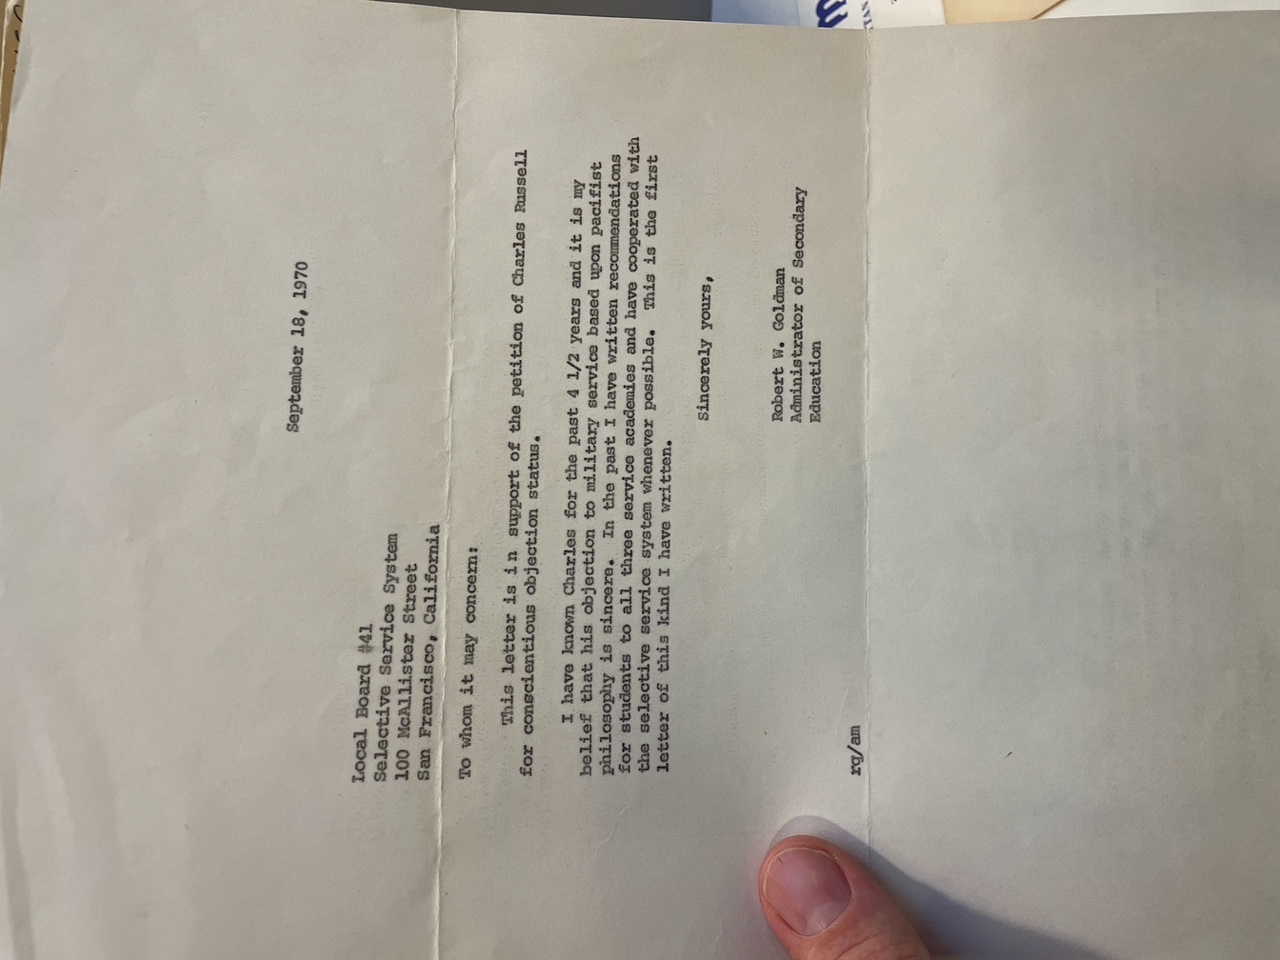 September 18, 1970
Local Board #41
Selective Service System
100 McAllister Street
San Francisco, California
To whom it may concern:
This letter is i n support of the petition of Charles Russell
for conscientious objection status.
I have known Charles for the past 4 1/2 years and it is my
belief that his objection to military service based upon pacifist
philosophy is sincere. In the past I have written recommendations
for students to all three service academies and have cooperated with
the selective service system whenever possible. This is the first
letter of this kind I have written.
Sincerely yours,
Robert W. Goldman
Administrator of Secondary
Education
rg/am